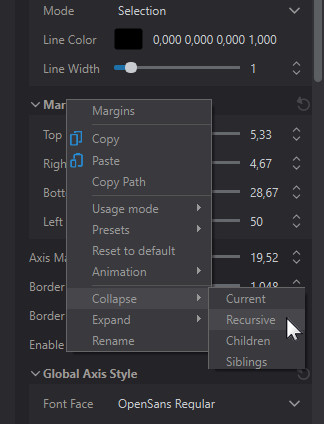 Mode Selection
Line Color 0,000 0,000 0,000 1,000
Line Width 1
Mar
Margins
Top 5,33
Copy
Righ 4,67
Paste
Copy Path
Botto 28,67
Usage mode
Left 50
Presets
Reset to default
Axis Ma 19,52
Animation
Border 1,048
Collapse
Current
Border
Expand
Recursive
Enable
Rename
Children
Siblings
Global Axis Style
Font Face OpenSans Regular